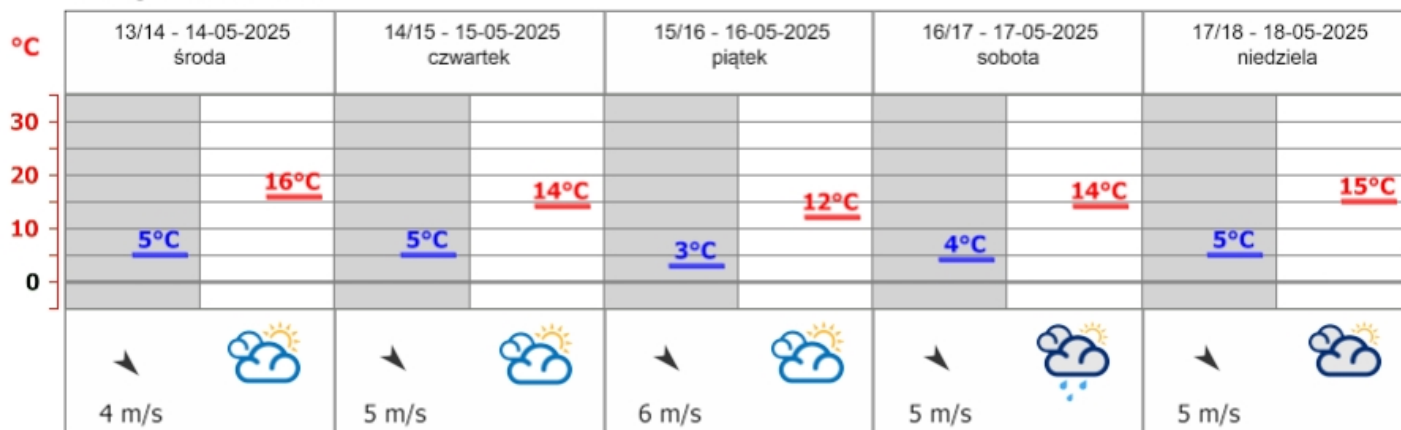 13/14 - 14-05-2025 14/15 - 15-05-2025 15/16 - 16-05-2025 16/17 - 17-05-2025 17/18 - 18-05-2025
°C środa czwartek piątek sobota niedziela
30
20 16°C 14°C 12°C 14°C 15°C
10 5°C 5°C 3°C 4°C 5°C
0
4 m/s 5 m/s 6 m/s 5 m/s 5 m/s